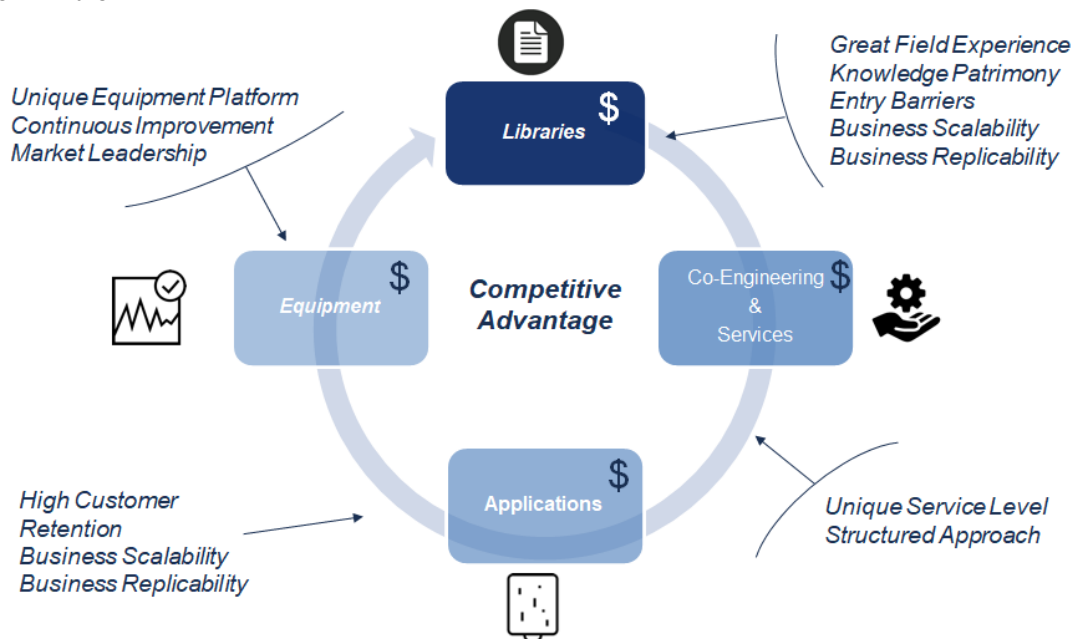 Unique Equipment Platform
Continuous Improvement
Market Leadership
Great Field Experience
Knowledge Patrimony
Entry Barriers
Business Scalability
Business Replicability
$
Libraries
$
Equipment
Competitive
Advantage
$
Co-Engineering
&
Services
$
Applications
High Customer
Retention
Business Scalability
Business Replicability
Unique Service Level
Structured Approach